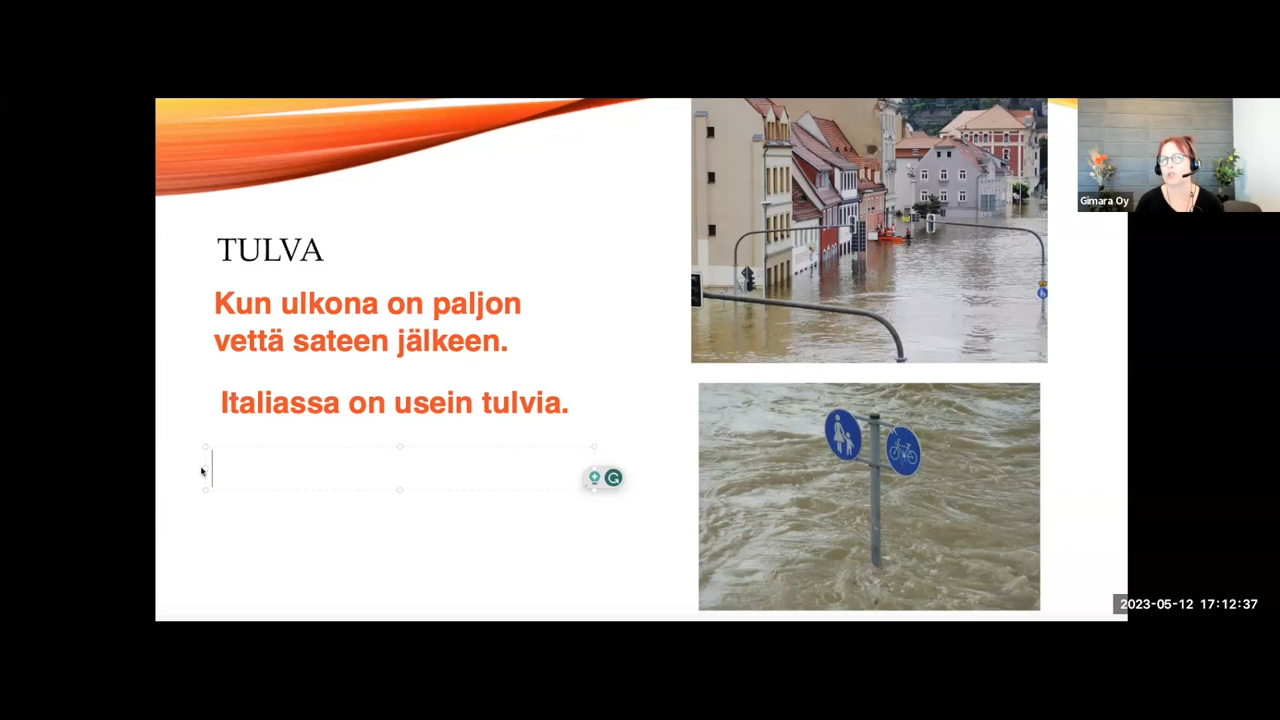 TULVA
Kun ulkona on paljon
vettä sateen jälkeen.
Italiassa on usein tulvia.
Gimara Oy
2023-05-12 17:12:37